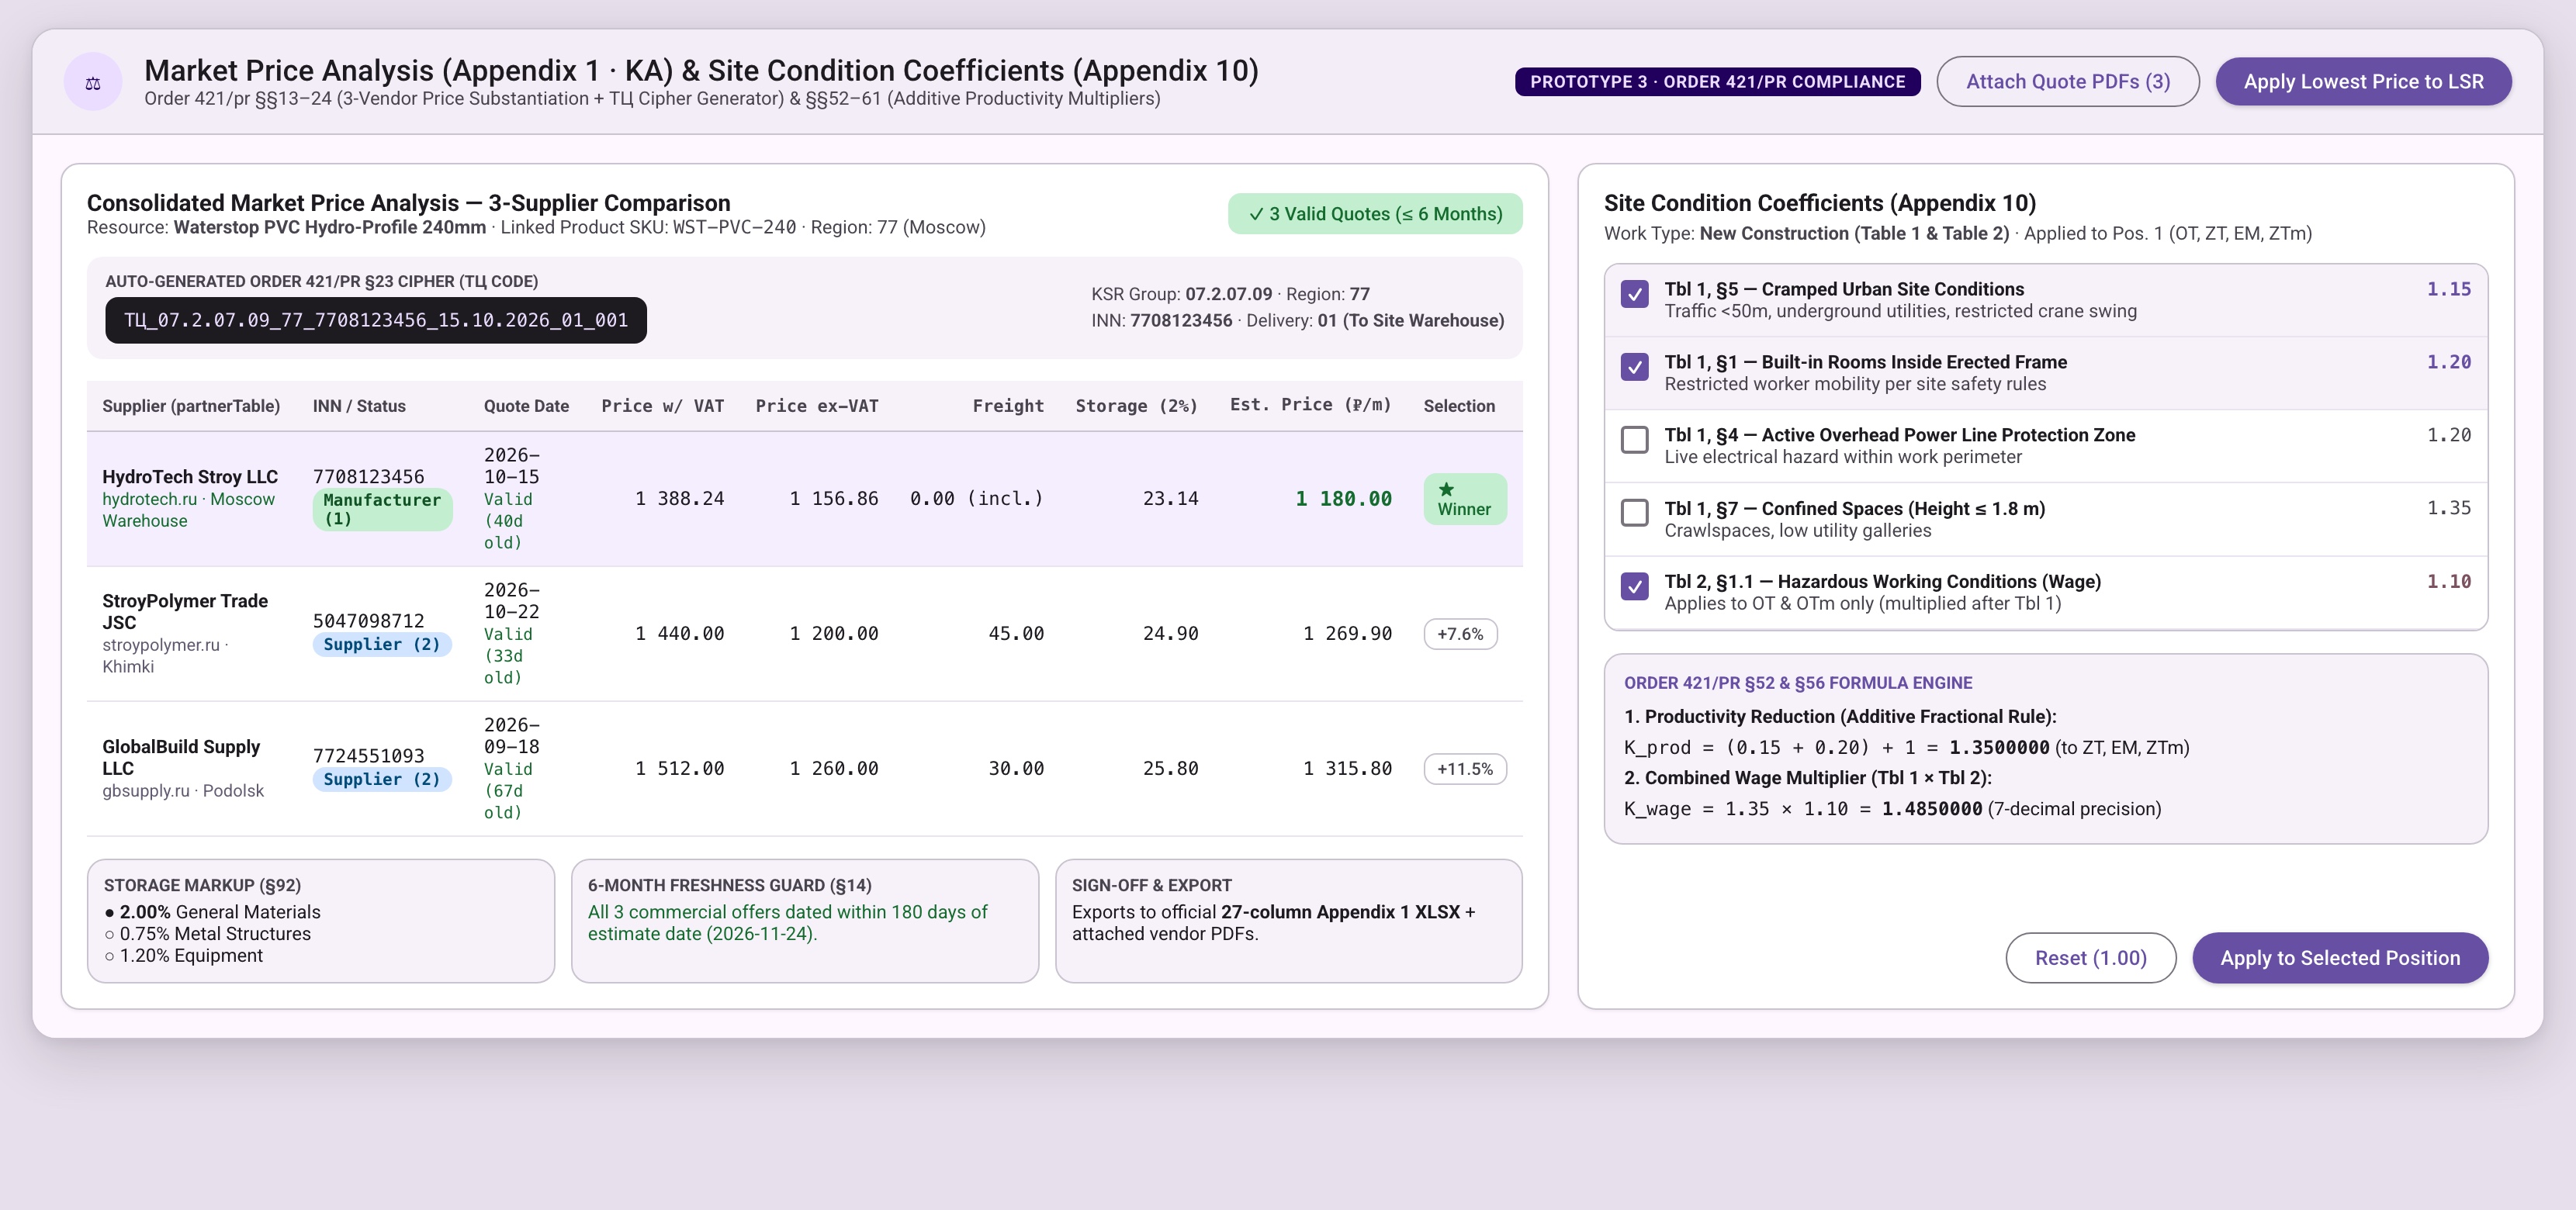 ⚖ Market Price Analysis (Appendix 1 · KA) & Site Condition Coefficients (Appendix 10)
Order 421/pr §§13–24 (3-Vendor Price Substantiation + ТЦ Cipher Generator) & §§52–61 (Additive Productivity Multipliers)
PROTOTYPE 3 · ORDER 421/PR COMPLIANCE
Attach Quote PDFs (3)
Apply Lowest Price to LSR
Consolidated Market Price Analysis — 3-Supplier Comparison
Resource: Waterstop PVC Hydro-Profile 240mm · Linked Product SKU: WST-PVC-240 · Region: 77 (Moscow)
✓ 3 Valid Quotes (≤ 6 Months)
AUTO-GENERATED ORDER 421/PR §23 CIPHER (ТЦ CODE)
ТЦ_07.2.07.09_77_7708123456_15.10.2026_01_001
KSR Group: 07.2.07.09 · Region: 77
INN: 7708123456 · Delivery: 01 (To Site Warehouse)
Supplier (partnerTable) INN / Status Quote Date Price w/ VAT Price ex-VAT Freight Storage (2%) Est. Price (₽/m) Selection
HydroTech Stroy LLC
hydrotech.ru · Moscow
Warehouse
7708123456
Manufacturer
(1)
2026-
10-15
Valid
(40d
old)
1 388.24 1 156.86 0.00 (incl.) 23.14 1 180.00
★
Winner
StroyPolymer Trade
JSC
stroypolymer.ru ·
Khimki
5047098712
Supplier (2)
2026-
10-22
Valid
(33d
old)
1 440.00 1 200.00 45.00 24.90 1 269.90 +7.6%
GlobalBuild Supply
LLC
gbsupply.ru · Podolsk
7724551093
Supplier (2)
2026-
09-18
Valid
(67d
old)
1 512.00 1 260.00 30.00 25.80 1 315.80 +11.5%
STORAGE MARKUP (§92)
● 2.00% General Materials
○ 0.75% Metal Structures
○ 1.20% Equipment
6-MONTH FRESHNESS GUARD (§14)
All 3 commercial offers dated within 180 days of
estimate date (2026-11-24).
SIGN-OFF & EXPORT
Exports to official 27-column Appendix 1 XLSX +
attached vendor PDFs.
Site Condition Coefficients (Appendix 10)
Work Type: New Construction (Table 1 & Table 2) · Applied to Pos. 1 (OT, ZT, EM, ZTm)
Tbl 1, §5 — Cramped Urban Site Conditions 1.15
Traffic <50m, underground utilities, restricted crane swing
Tbl 1, §1 — Built-in Rooms Inside Erected Frame 1.20
Restricted worker mobility per site safety rules
Tbl 1, §4 — Active Overhead Power Line Protection Zone 1.20
Live electrical hazard within work perimeter
Tbl 1, §7 — Confined Spaces (Height ≤ 1.8 m) 1.35
Crawlspaces, low utility galleries
Tbl 2, §1.1 — Hazardous Working Conditions (Wage) 1.10
Applies to OT & OTm only (multiplied after Tbl 1)
ORDER 421/PR §52 & §56 FORMULA ENGINE
1. Productivity Reduction (Additive Fractional Rule):
K_prod = (0.15 + 0.20) + 1 = 1.3500000 (to ZT, EM, ZTm)
2. Combined Wage Multiplier (Tbl 1 × Tbl 2):
K_wage = 1.35 × 1.10 = 1.4850000 (7-decimal precision)
Reset (1.00)
Apply to Selected Position